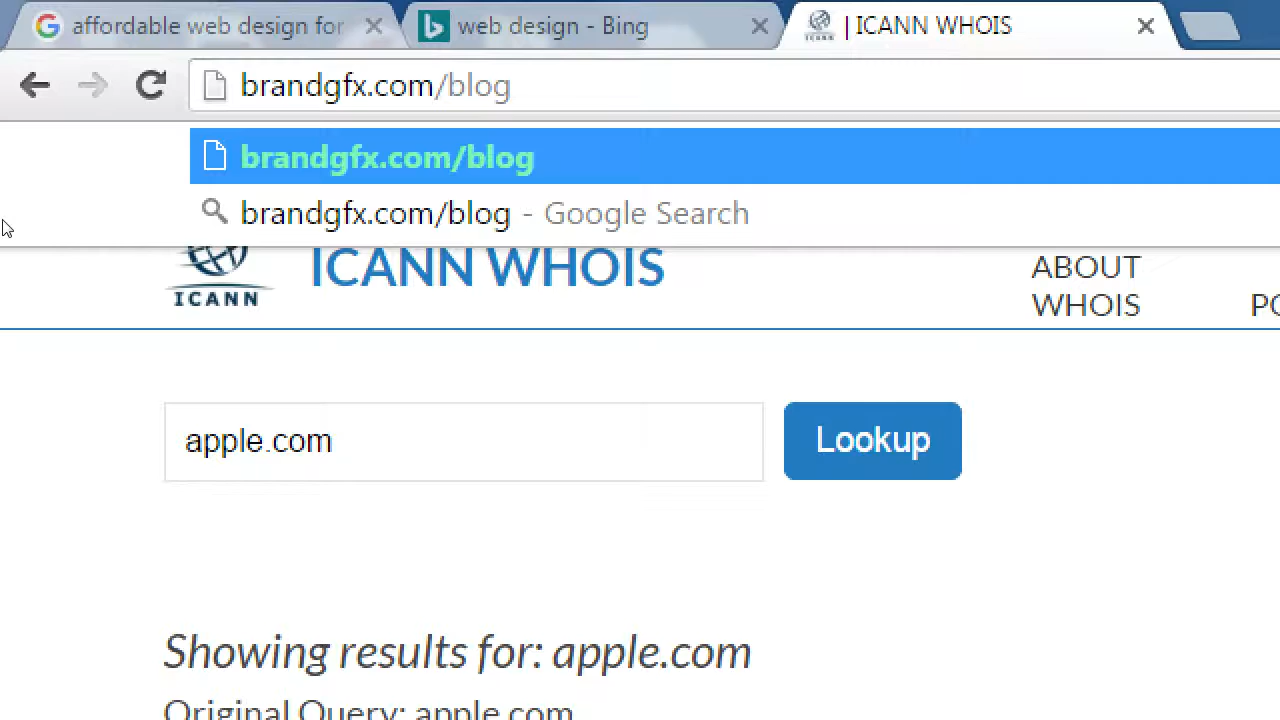 affordable web design for
web design - Bing
| ICANN WHOIS
brandgfx.com/blog
brandgfx.com/blog
brandgfx.com/blog - Google Search
ICANN
ICANN WHOIS
ABOUT
WHOIS
apple.com
Lookup
Showing results for: apple.com
Original Query: apple.com